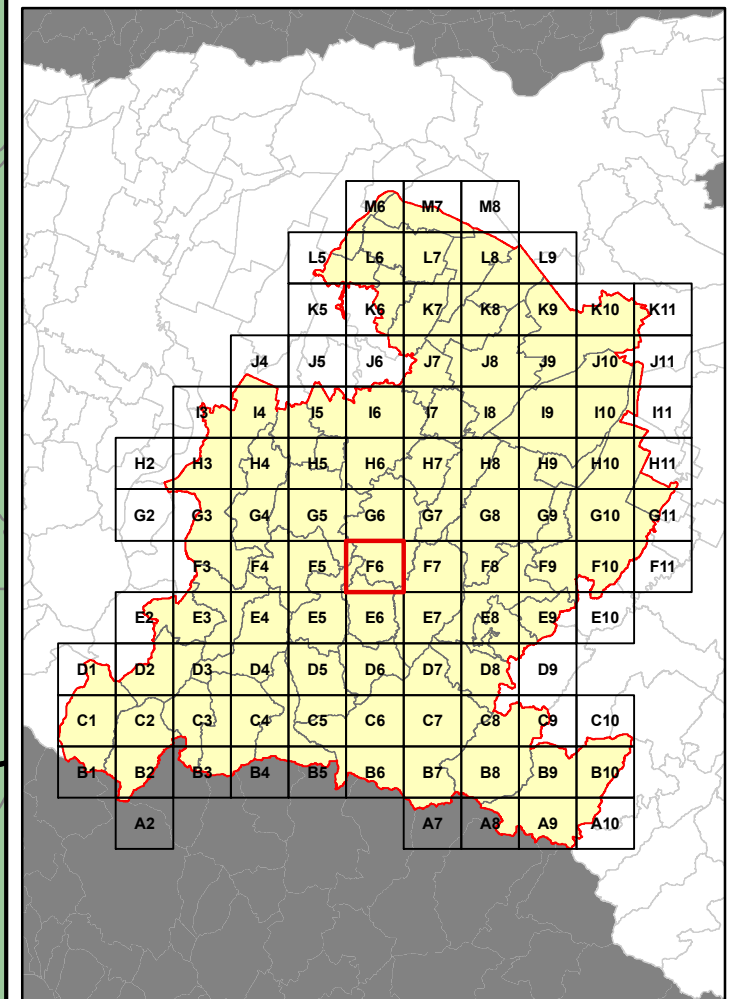 M6 M7 M8
L5 L6 L7 L8 L9
K5 K6 K7 K8 K9 K10 K11
J4 J5 J6 J7 J8 J9 J10 J11
I3 I4 I5 I6 I7 I8 I9 I10 I11
H2 H3 H4 H5 H6 H7 H8 H9 H10 H11
G2 G3 G4 G5 G6 G7 G8 G9 G10 G11
F3 F4 F5 F6 F7 F8 F9 F10 F11
E2 E3 E4 E5 E6 E7 E8 E9 E10
D1 D2 D3 D4 D5 D6 D7 D8 D9
C1 C2 C3 C4 C5 C6 C7 C8 C9 C10
B1 B2 B3 B4 B5 B6 B7 B8 B9 B10
A2 A7 A8 A9 A10